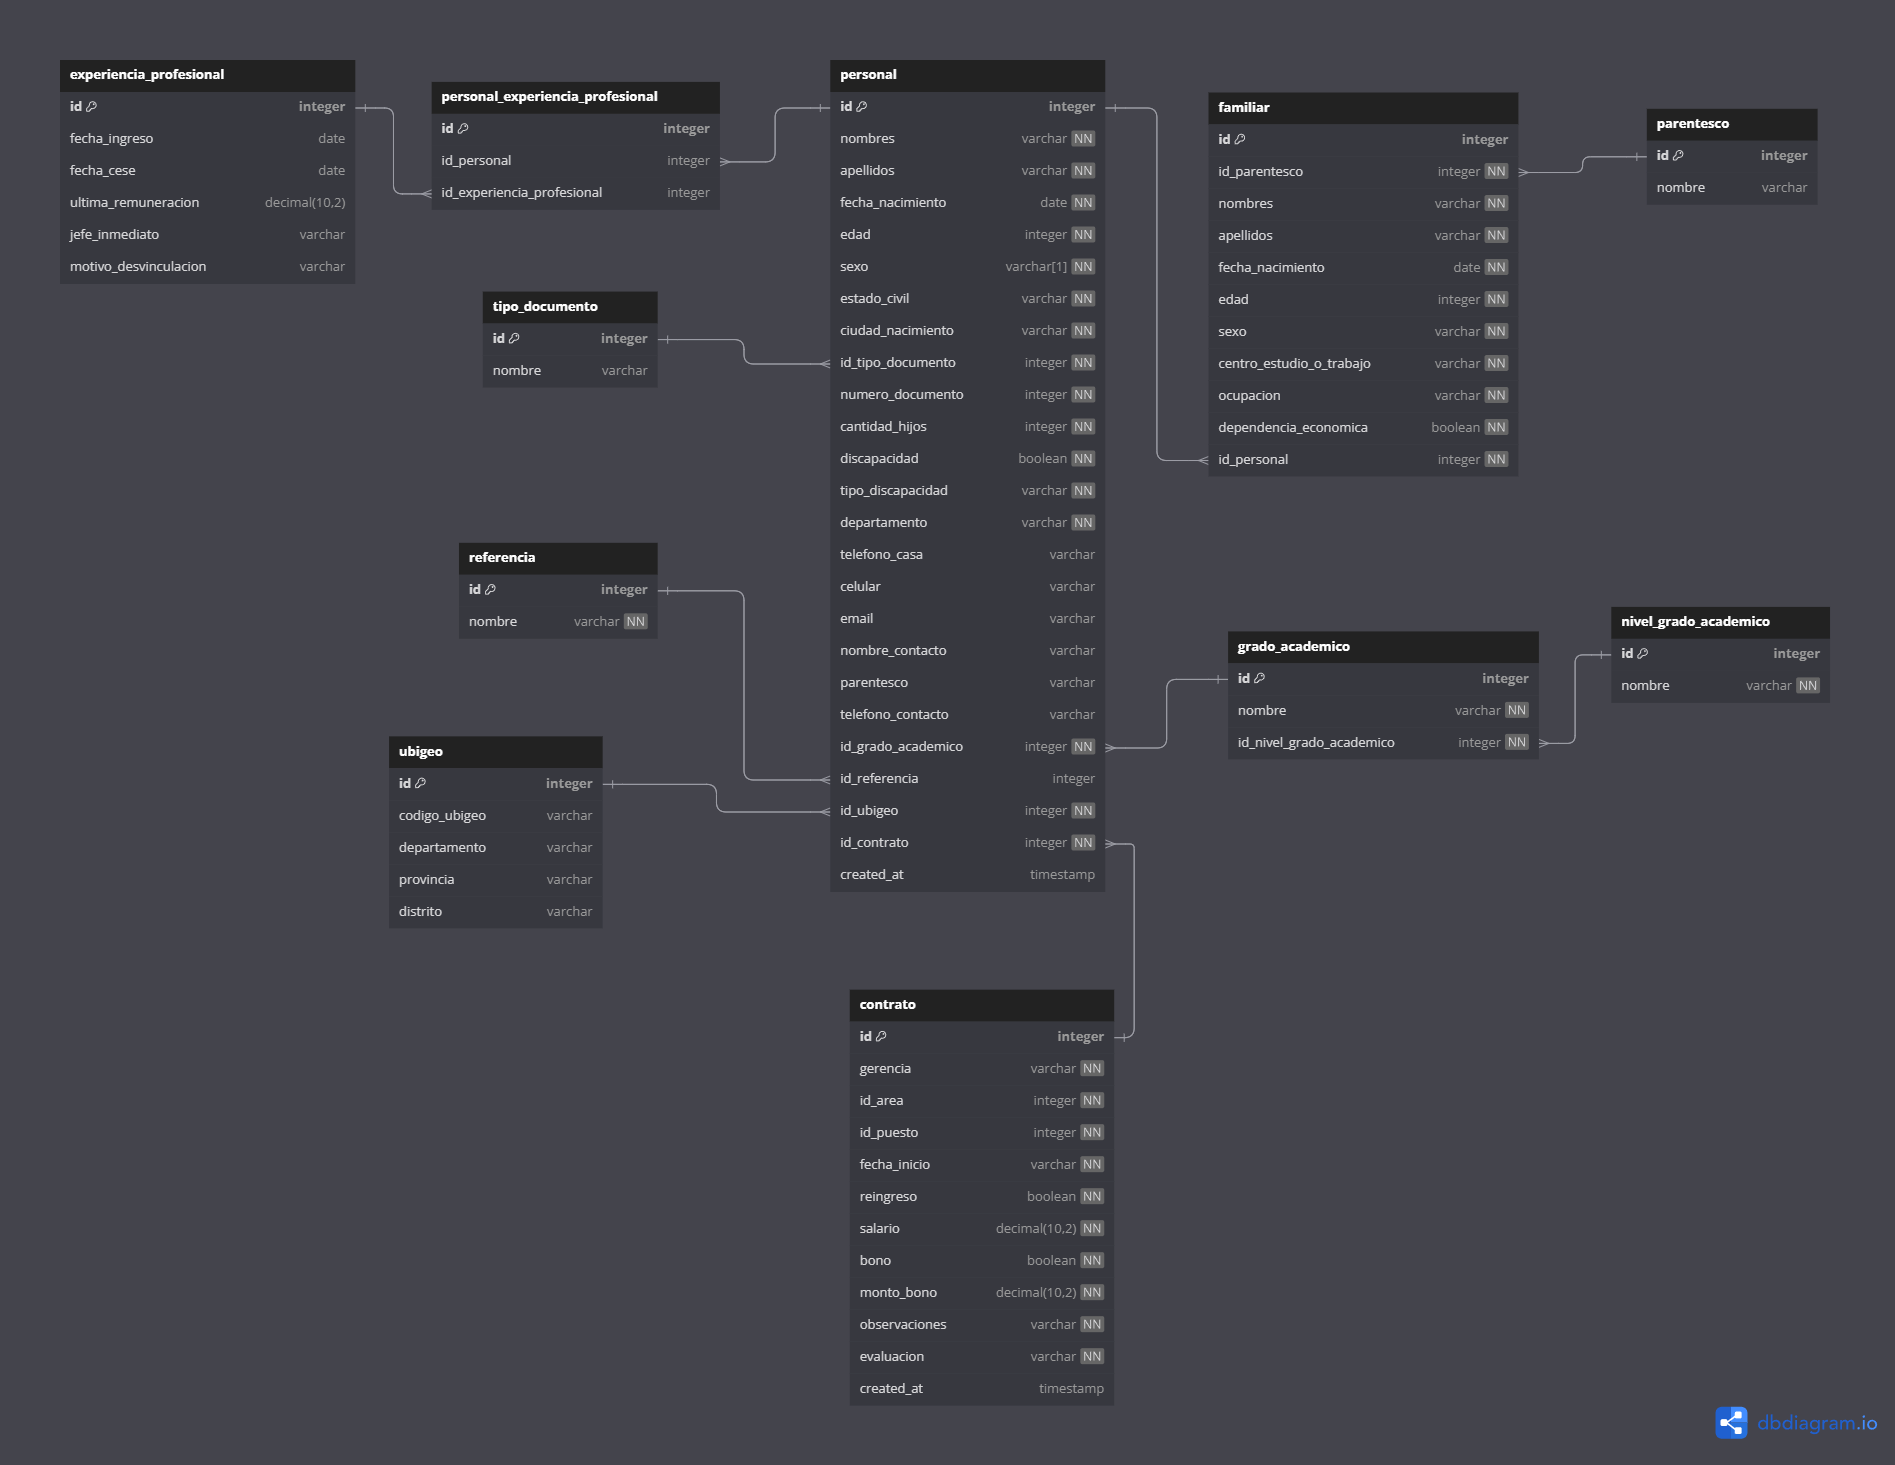 experiencia_profesional
id integer
fecha_ingreso date
fecha_cese date
ultima_remuneracion decimal(10,2)
jefe_inmediato varchar
motivo_desvinculacion varchar
personal_experiencia_profesional
id integer
id_personal integer
id_experiencia_profesional integer
tipo_documento
id integer
nombre varchar
referencia
id integer
nombre varchar NN
ubigeo
id integer
codigo_ubigeo varchar
departamento varchar
provincia varchar
distrito varchar
personal
id integer
nombres varchar NN
apellidos varchar NN
fecha_nacimiento date NN
edad integer NN
sexo varchar[1] NN
estado_civil varchar NN
ciudad_nacimiento varchar NN
id_tipo_documento integer NN
numero_documento integer NN
cantidad_hijos integer NN
discapacidad boolean NN
tipo_discapacidad varchar NN
departamento varchar NN
telefono_casa varchar
celular varchar
email varchar
nombre_contacto varchar
parentesco varchar
telefono_contacto varchar
id_grado_academico integer NN
id_referencia integer
id_ubigeo integer NN
id_contrato integer NN
created_at timestamp
familiar
id integer
id_parentesco integer NN
nombres varchar NN
apellidos varchar NN
fecha_nacimiento date NN
edad integer NN
sexo varchar NN
centro_estudio_o_trabajo varchar NN
ocupacion varchar NN
dependencia_economica boolean NN
id_personal integer NN
parentesco
id integer
nombre varchar
grado_academico
id integer
nombre varchar NN
id_nivel_grado_academico integer NN
nivel_grado_academico
id integer
nombre varchar NN
contrato
id integer
gerencia varchar NN
id_area integer NN
id_puesto integer NN
fecha_inicio varchar NN
reingreso boolean NN
salario decimal(10,2) NN
bono boolean NN
monto_bono decimal(10,2) NN
observaciones varchar NN
evaluacion varchar NN
created_at timestamp
dbdiagram.io